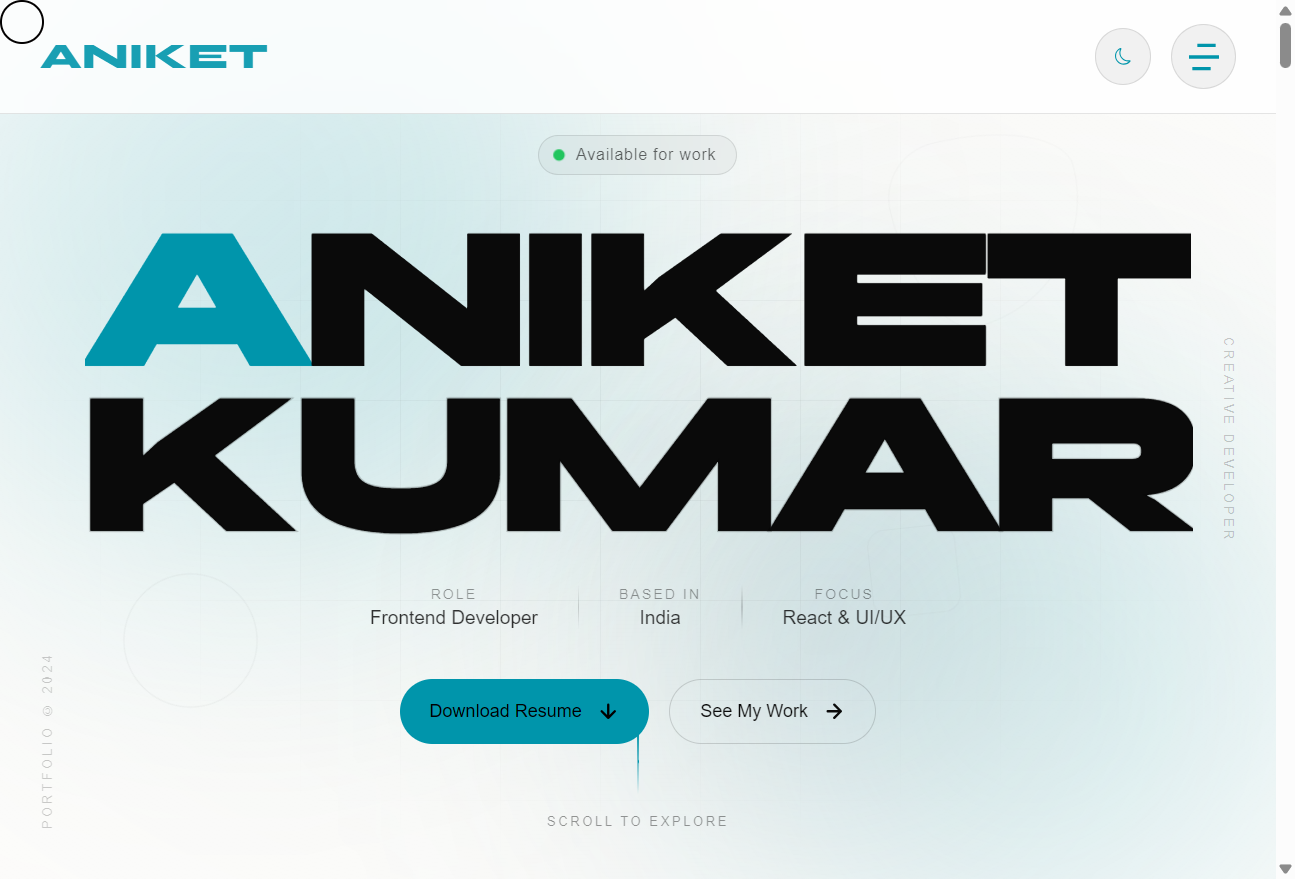 ANIKET
Available for work
ANIKET
KUMAR
CREATIVE DEVELOPER
ROLE
Frontend Developer
BASED IN
India
FOCUS
React & UI/UX
PORTFOLIO © 2024
Download Resume
See My Work
SCROLL TO EXPLORE